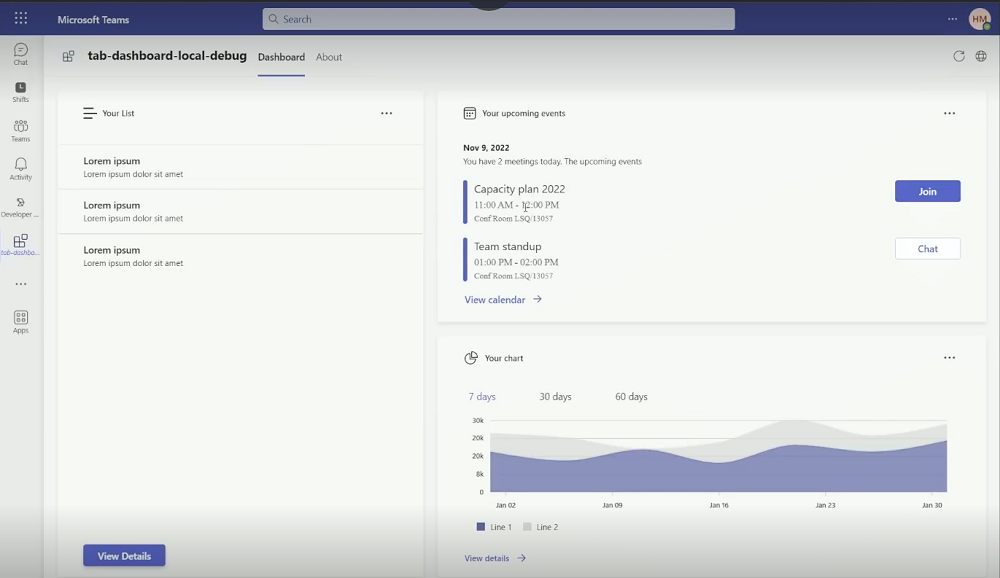 Microsoft Teams
Search
HM
Chat
Shifts
Teams
Activity
Developer ...
tab-dashbo...
Apps
tab-dashboard-local-debug
Dashboard
About
Your List
Lorem ipsum
Lorem ipsum dolor sit amet
Lorem ipsum
Lorem ipsum dolor sit amet
Lorem ipsum
Lorem ipsum dolor sit amet
View Details
Your upcoming events
Nov 9, 2022
You have 2 meetings today. The upcoming events
Capacity plan 2022
11:00 AM - 12:00 PM
Conf Room LSQ/13057
Join
Team standup
01:00 PM - 02:00 PM
Conf Room LSQ/13057
Chat
View calendar
Your chart
7 days
30 days
60 days
30k
20k
20k
8k
0
Jan 02
Jan 09
Jan 16
Jan 23
Jan 30
Line 1
Line 2
View details